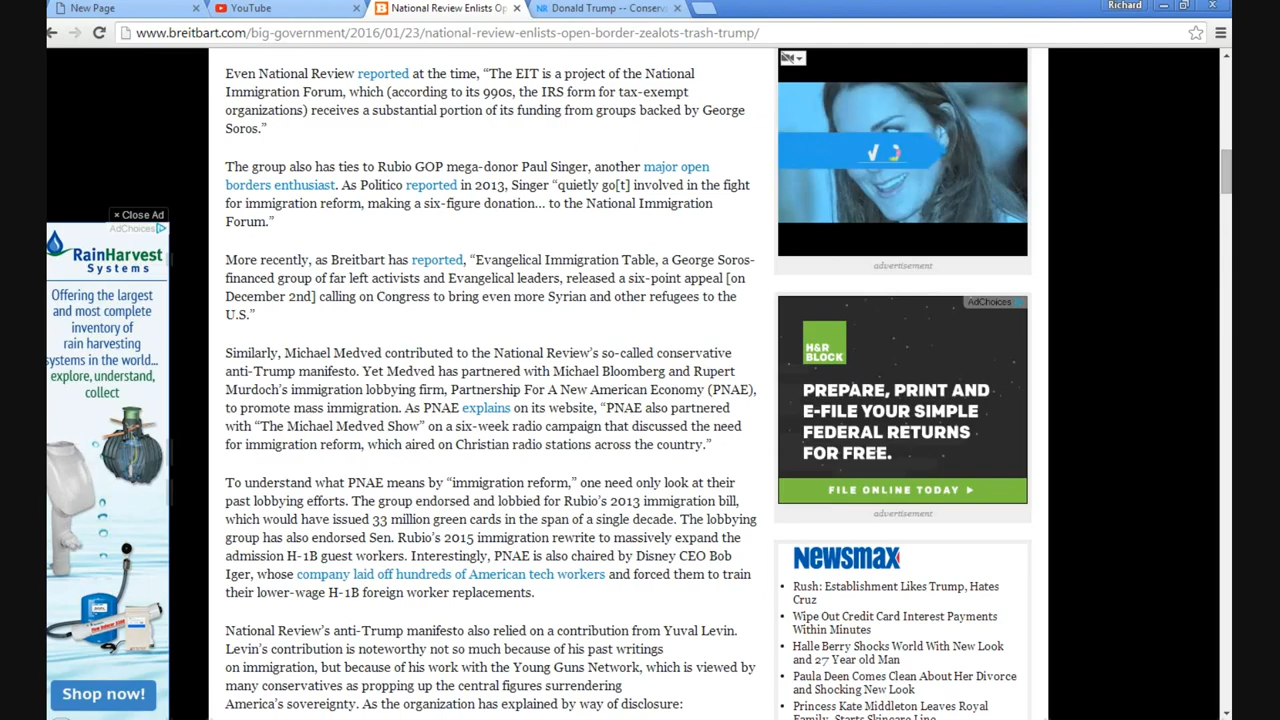 New Page
YouTube
National Review Enlists Op
Donald Trump -- Conserv
Richard
www.breitbart.com/big-government/2016/01/23/national-review-enlists-open-border-zealots-trash-trump/
Even National Review reported at the time, “The EIT is a project of the National
Immigration Forum, which (according to its 990s, the IRS form for tax-exempt
organizations) receives a substantial portion of its funding from groups backed by George
Soros.”
The group also has ties to Rubio GOP mega-donor Paul Singer, another major open
borders enthusiast. As Politico reported in 2013, Singer “quietly go[t] involved in the fight
for immigration reform, making a six-figure donation… to the National Immigration
Forum.”
More recently, as Breitbart has reported, “Evangelical Immigration Table, a George Soros-
financed group of far left activists and Evangelical leaders, released a six-point appeal [on
December 2nd] calling on Congress to bring even more Syrian and other refugees to the
U.S.”
Similarly, Michael Medved contributed to the National Review’s so-called conservative
anti-Trump manifesto. Yet Medved has partnered with Michael Bloomberg and Rupert
Murdoch’s immigration lobbying firm, Partnership For A New American Economy (PNAE),
to promote mass immigration. As PNAE explains on its website, “PNAE also partnered
with “The Michael Medved Show” on a six-week radio campaign that discussed the need
for immigration reform, which aired on Christian radio stations across the country.”
To understand what PNAE means by “immigration reform,” one need only look at their
past lobbying efforts. The group endorsed and lobbied for Rubio’s 2013 immigration bill,
which would have issued 33 million green cards in the span of a single decade. The lobbying
group has also endorsed Sen. Rubio’s 2015 immigration rewrite to massively expand the
admission H-1B guest workers. Interestingly, PNAE is also chaired by Disney CEO Bob
Iger, whose company laid off hundreds of American tech workers and forced them to train
their lower-wage H-1B foreign worker replacements.
National Review’s anti-Trump manifesto also relied on a contribution from Yuval Levin.
Levin’s contribution is noteworthy not so much because of his past writings
on immigration, but because of his work with the Young Guns Network, which is viewed by
many conservatives as propping up the central figures surrendering
America’s sovereignty. As the organization has explained by way of disclosure:
× Close Ad
AdChoices
RainHarvest
Systems
Offering the largest
and most complete
inventory of
rain harvesting
systems in the world...
explore, understand,
collect
Shop now!
advertisement
AdChoices
H&R
BLOCK
PREPARE, PRINT AND
E-FILE YOUR SIMPLE
FEDERAL RETURNS
FOR FREE.
FILE ONLINE TODAY
advertisement
Newsmax
Rush: Establishment Likes Trump, Hates
Cruz
Wipe Out Credit Card Interest Payments
Within Minutes
Halle Berry Shocks World With New Look
and 27 Year old Man
Paula Deen Comes Clean About Her Divorce
and Shocking New Look
Princess Kate Middleton Leaves Royal
Family, Starts Skincare Line